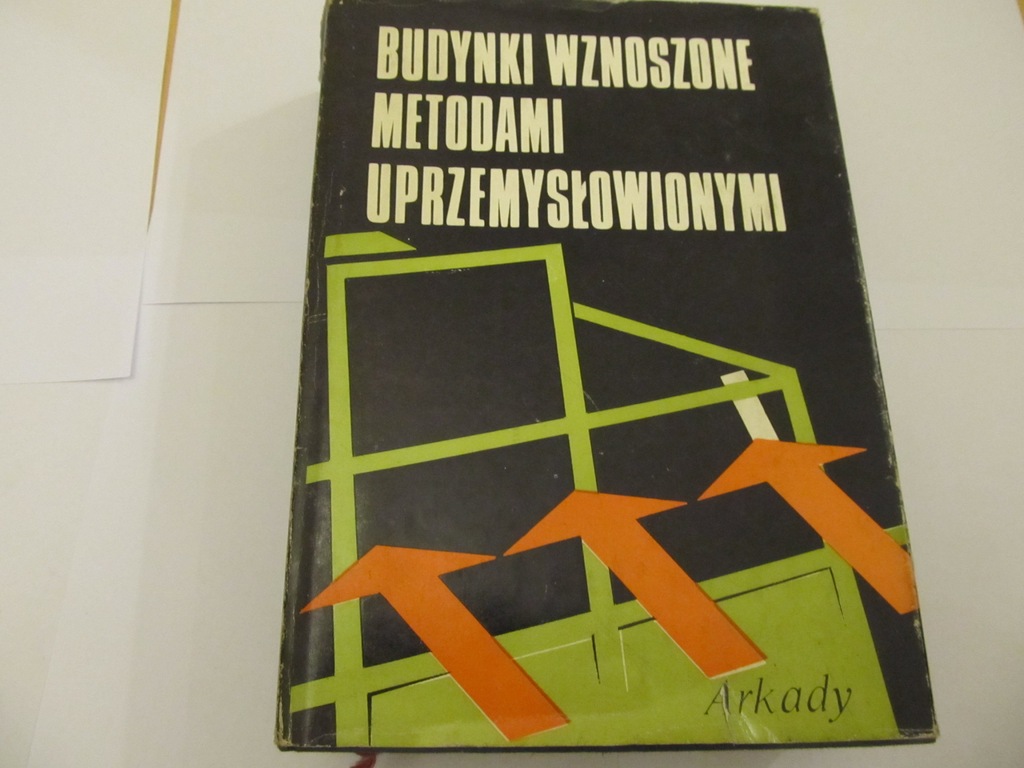 BUDYNKI WZNOSZONE
METODAMI
UPRZEMYSŁOWIONYMI
Arkady